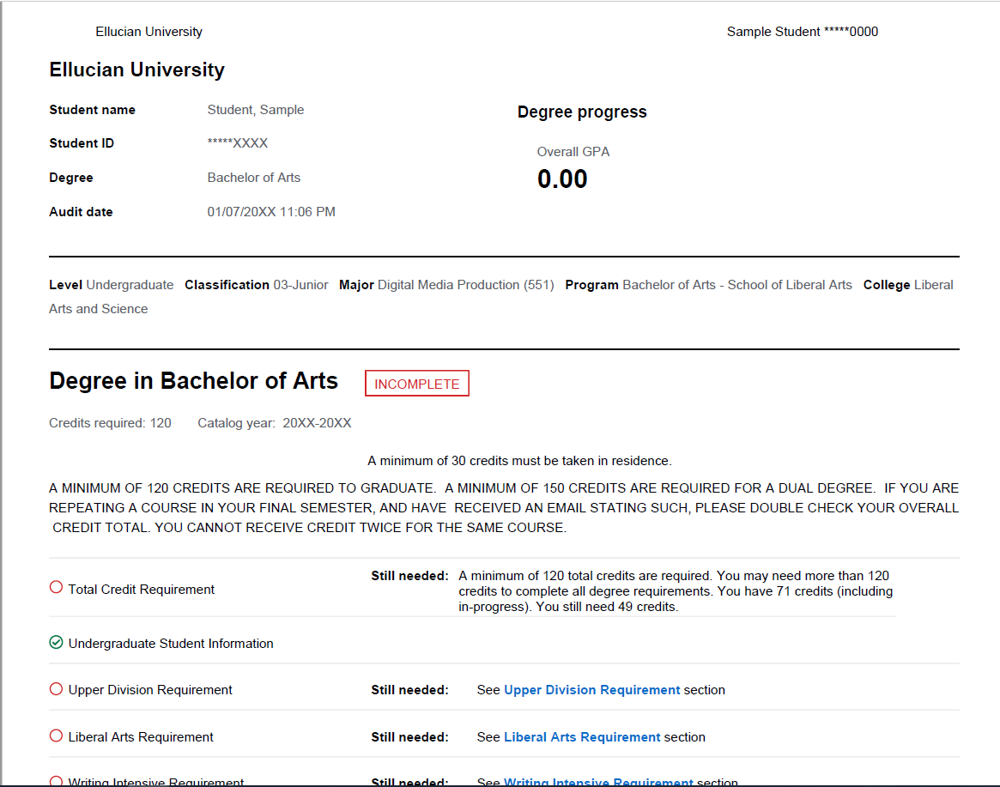 Ellucian University Sample Student *****0000
Ellucian University
Student name Student, Sample
Degree progress
Student ID *****XXXX
Overall GPA
0.00
Degree Bachelor of Arts
Audit date 01/07/20XX 11:06 PM
Level Undergraduate Classification 03-Junior Major Digital Media Production (551) Program Bachelor of Arts - School of Liberal Arts College Liberal
Arts and Science
Degree in Bachelor of Arts INCOMPLETE
Credits required: 120 Catalog year: 20XX-20XX
A minimum of 30 credits must be taken in residence.
A MINIMUM OF 120 CREDITS ARE REQUIRED TO GRADUATE. A MINIMUM OF 150 CREDITS ARE REQUIRED FOR A DUAL DEGREE. IF YOU ARE
REPEATING A COURSE IN YOUR FINAL SEMESTER, AND HAVE RECEIVED AN EMAIL STATING SUCH, PLEASE DOUBLE CHECK YOUR OVERALL
CREDIT TOTAL. YOU CANNOT RECEIVE CREDIT TWICE FOR THE SAME COURSE.
Total Credit Requirement
Still needed: A minimum of 120 total credits are required. You may need more than 120
credits to complete all degree requirements. You have 71 credits (including
in-progress). You still need 49 credits.
Undergraduate Student Information
Upper Division Requirement Still needed: See Upper Division Requirement section
Liberal Arts Requirement Still needed: See Liberal Arts Requirement section
Writing Intensive Requirement Still needed: See Writing Intensive Requirement section